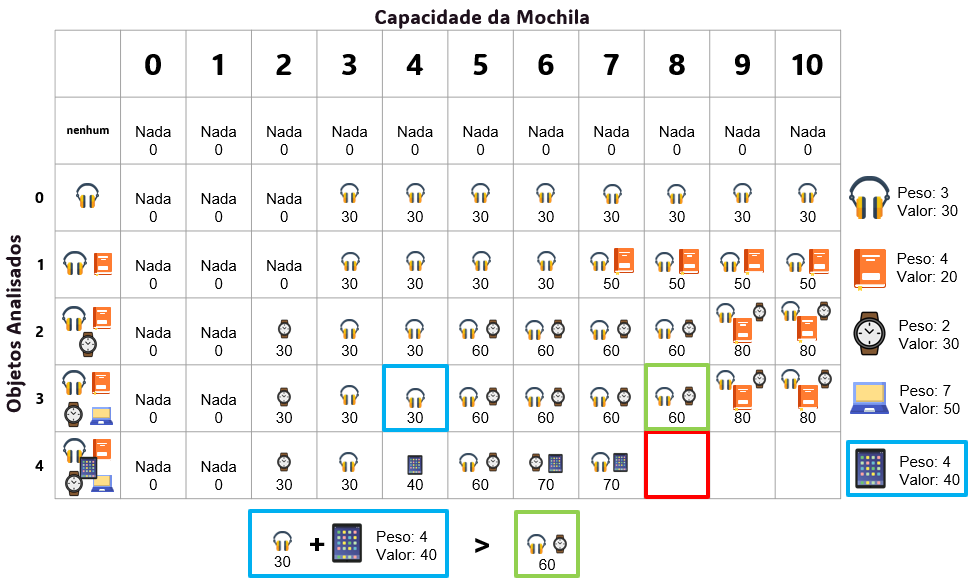 Capacidade da Mochila
0 1 2 3 4 5 6 7 8 9 10
Objetos Analisados
nenhum Nada Nada Nada Nada Nada Nada Nada Nada Nada Nada Nada
0 0 0 0 0 0 0 0 0 0 0
0 Nada Nada Nada
0 0 0 30 30 30 30 30 30 30 30
Peso: 3
Valor: 30
1 Nada Nada Nada
0 0 0 30 30 30 30 50 50 50 50
Peso: 4
Valor: 20
2 Nada Nada
0 0 30 30 30 60 60 60 60 80 80
Peso: 2
Valor: 30
3 Nada Nada
0 0 30 30 30 60 60 60 60 80 80
Peso: 7
Valor: 50
4 Nada Nada
0 0 30 30 40 60 70 70
Peso: 4
Valor: 40
30 + Peso: 4
Valor: 40
>
60